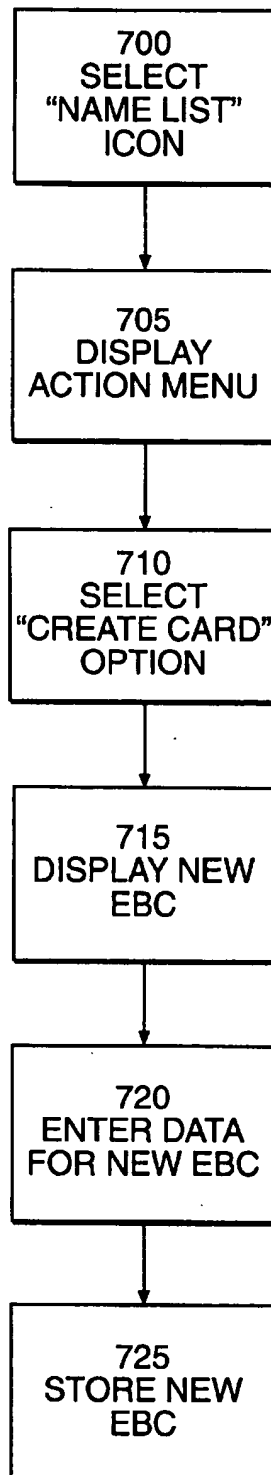 700
SELECT
"NAME LIST"
ICON
705
DISPLAY
ACTION MENU
710
SELECT
"CREATE CARD"
OPTION
715
DISPLAY NEW
EBC
720
ENTER DATA
FOR NEW EBC
725
STORE NEW
EBC